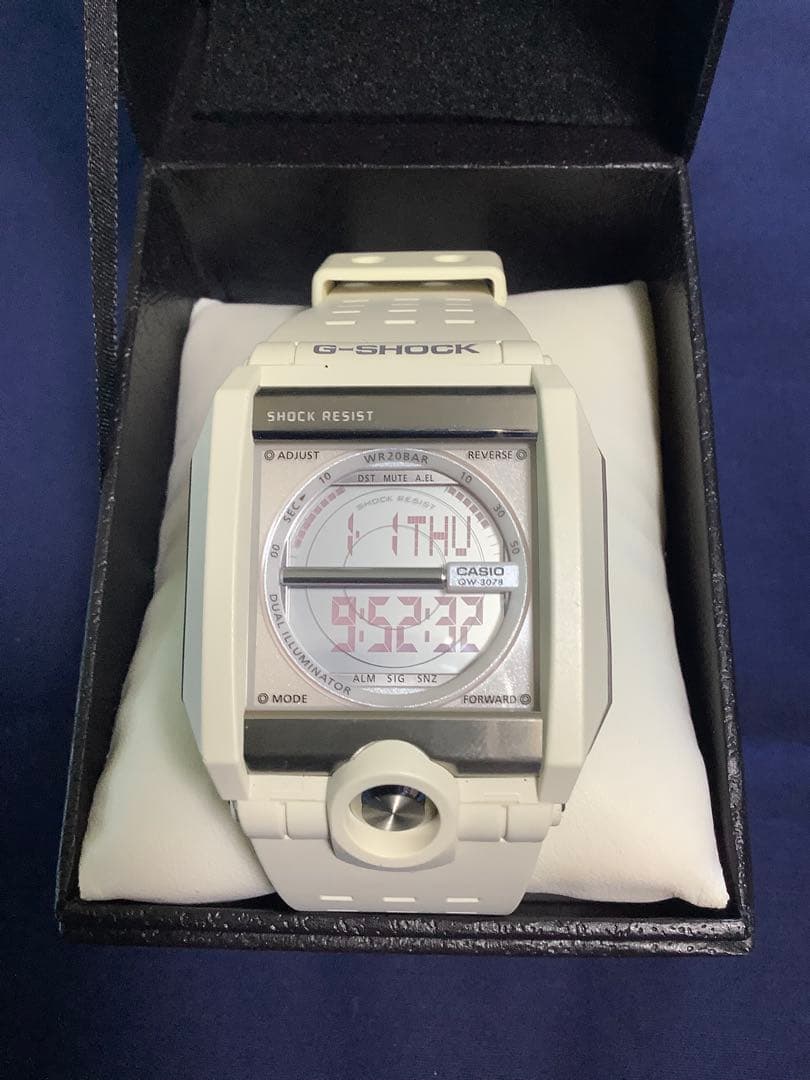 G-SHOCK
SHOCK RESIST
ADJUST
WR20BAR
REVERSE
DST MUTE A.EL
SEC
10
10
30
50
00
SHOCK RESIST
1-1THU
CASIO
QW-3078
9:52:32
DUAL ILLUMINATOR
ALM SIG SNZ
MODE
FORWARD